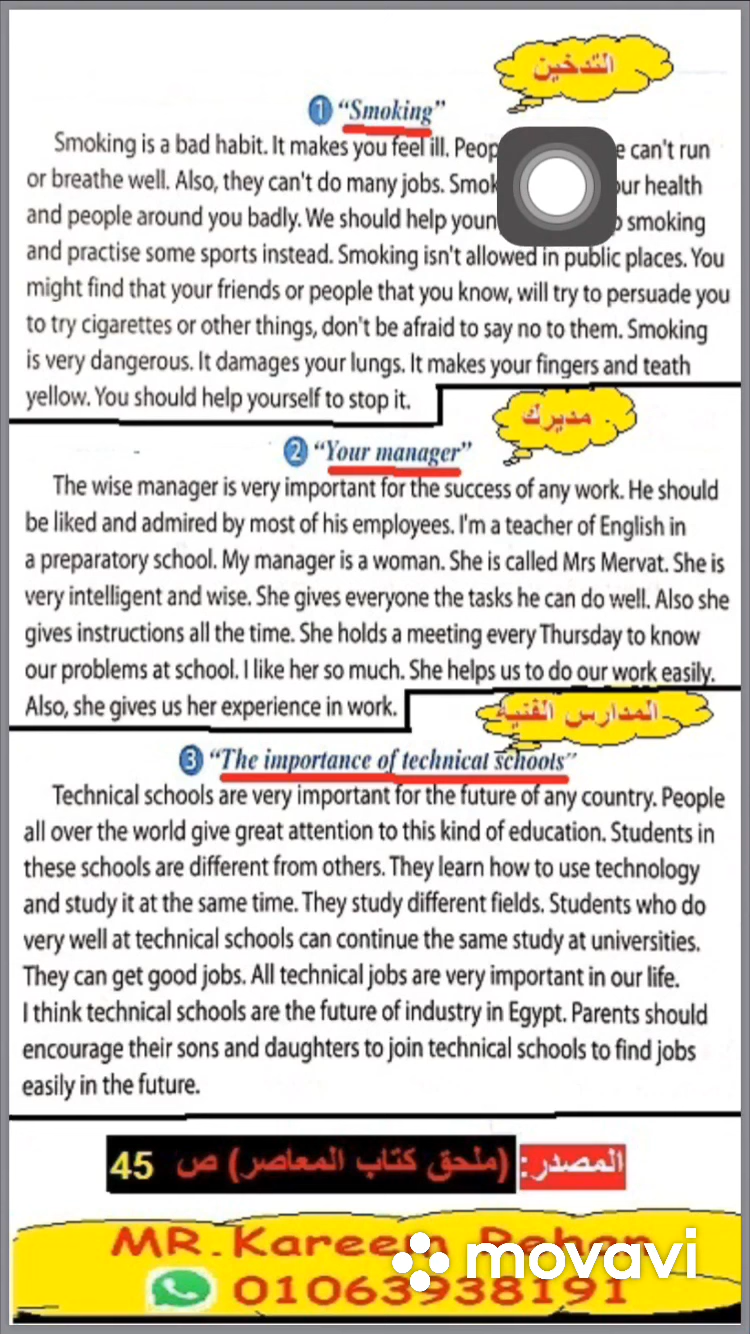 التدخين
1 “Smoking”
Smoking is a bad habit. It makes you feel ill. can't run
or breathe well. Also, they can't do many jobs. health
and people around you badly. We should help smoking
and practise some sports instead. Smoking isn't allowed in public places. You
might find that your friends or people that you know, will try to persuade you
to try cigarettes or other things, don't be afraid to say no to them. Smoking
is very dangerous. It damages your lungs. It makes your fingers and teath
yellow. You should help yourself to stop it.
مديرك
2 “Your manager”
The wise manager is very important for the success of any work. He should
be liked and admired by most of his employees. I'm a teacher of English in
a preparatory school. My manager is a woman. She is called Mrs Mervat. She is
very intelligent and wise. She gives everyone the tasks he can do well. Also she
gives instructions all the time. She holds a meeting every Thursday to know
our problems at school. I like her so much. She helps us to do our work easily.
Also, she gives us her experience in work.
المدارس الفنية
3 “The importance of technical schools”
Technical schools are very important for the future of any country. People
all over the world give great attention to this kind of education. Students in
these schools are different from others. They learn how to use technology
and study it at the same time. They study different fields. Students who do
very well at technical schools can continue the same study at universities.
They can get good jobs. All technical jobs are very important in our life.
I think technical schools are the future of industry in Egypt. Parents should
encourage their sons and daughters to join technical schools to find jobs
easily in the future.
المصدر: (ملحق كتاب المعاصر) ص 45
MR.Kareem
movavi
01063938191